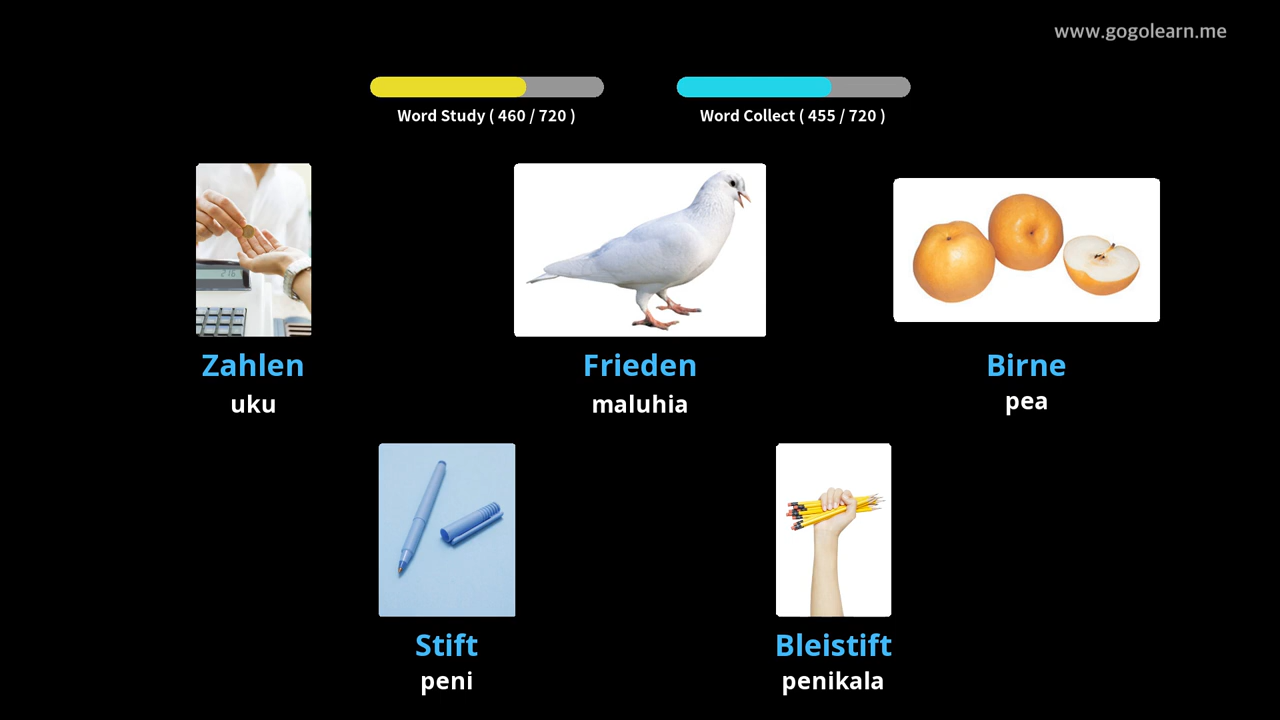 www.gogolearn.me
Word Study ( 460 / 720 )
Word Collect ( 455 / 720 )
Zahlen
uku
Frieden
maluhia
Birne
pea
Stift
peni
Bleistift
penikala